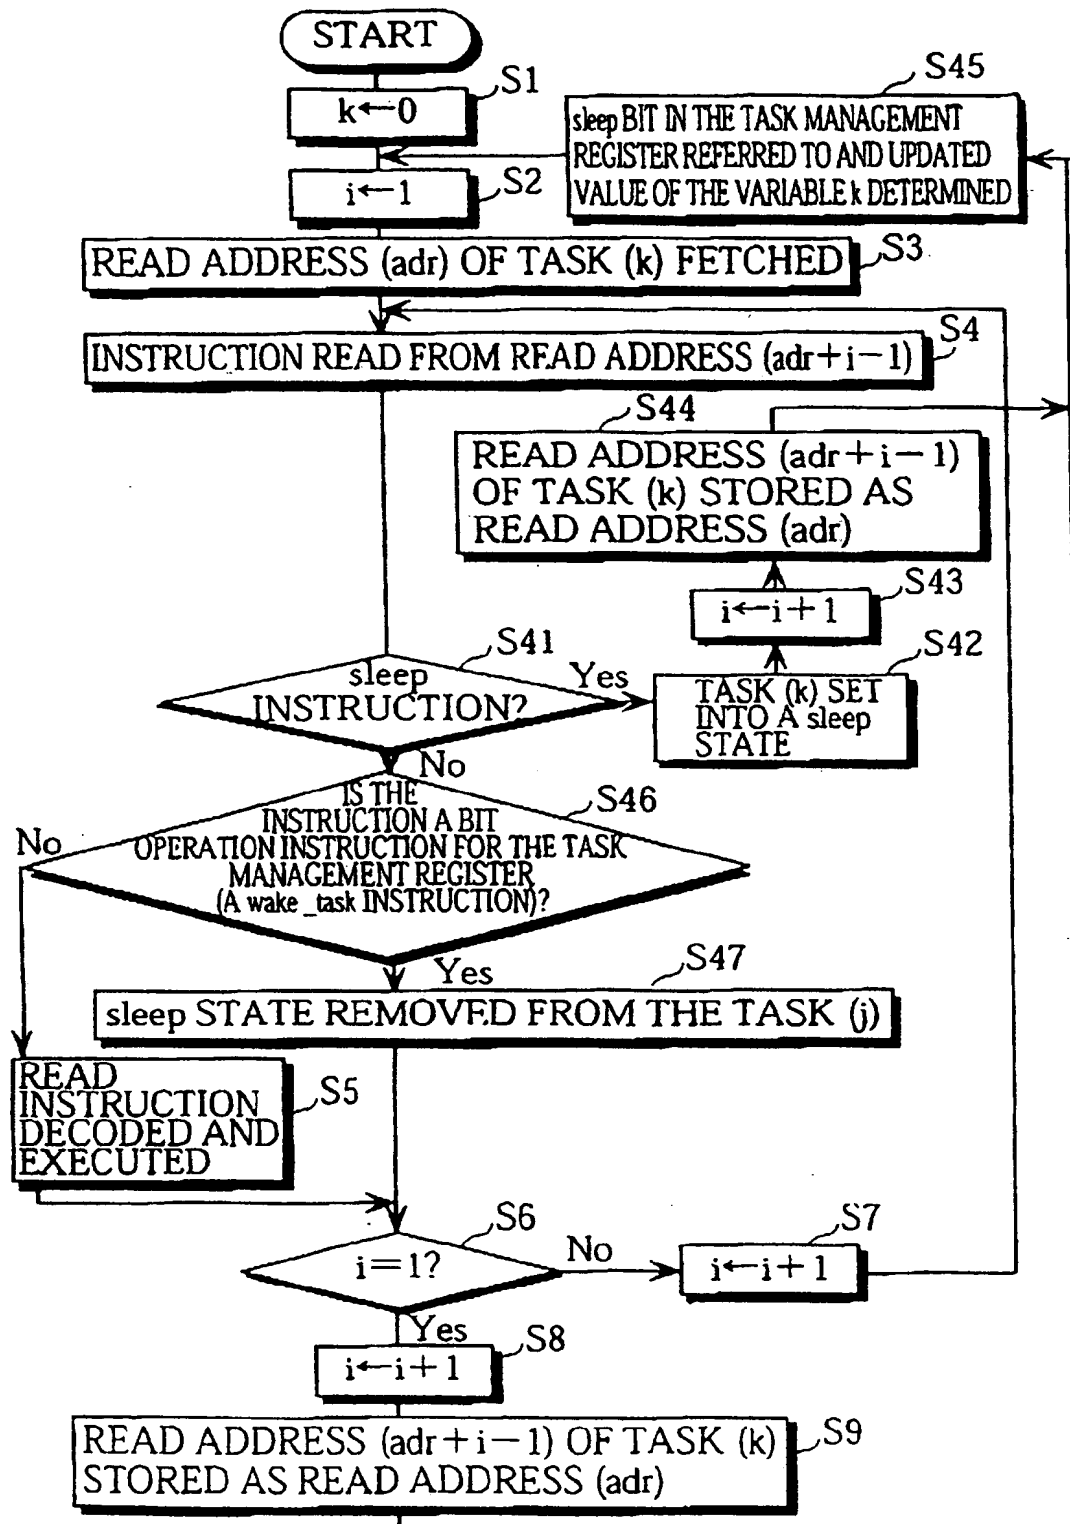 START
S1
k←0
S45
sleep BIT IN THE TASK MANAGEMENT
REGISTER REFERRED TO AND UPDATED
VALUE OF THE VARIABLE k DETERMINED
S2
i←1
S3
READ ADDRESS (adr) OF TASK (k) FETCHED
S4
INSTRUCTION READ FROM READ ADDRESS (adr+i−1)
S44
READ ADDRESS (adr+i−1)
OF TASK (k) STORED AS
READ ADDRESS (adr)
S43
i←i+1
S42
TASK (k) SET
INTO A sleep
STATE
S41
sleep
INSTRUCTION?
Yes
No
S46
IS THE
INSTRUCTION A BIT
OPERATION INSTRUCTION FOR THE TASK
MANAGEMENT REGISTER
(A wake_task INSTRUCTION)?
No
Yes
S47
sleep STATE REMOVED FROM THE TASK (j)
READ
INSTRUCTION
DECODED AND
EXECUTED
S5
S6
i=1?
No
S7
i←i+1
Yes
S8
i←i+1
S9
READ ADDRESS (adr+i−1) OF TASK (k)
STORED AS READ ADDRESS (adr)